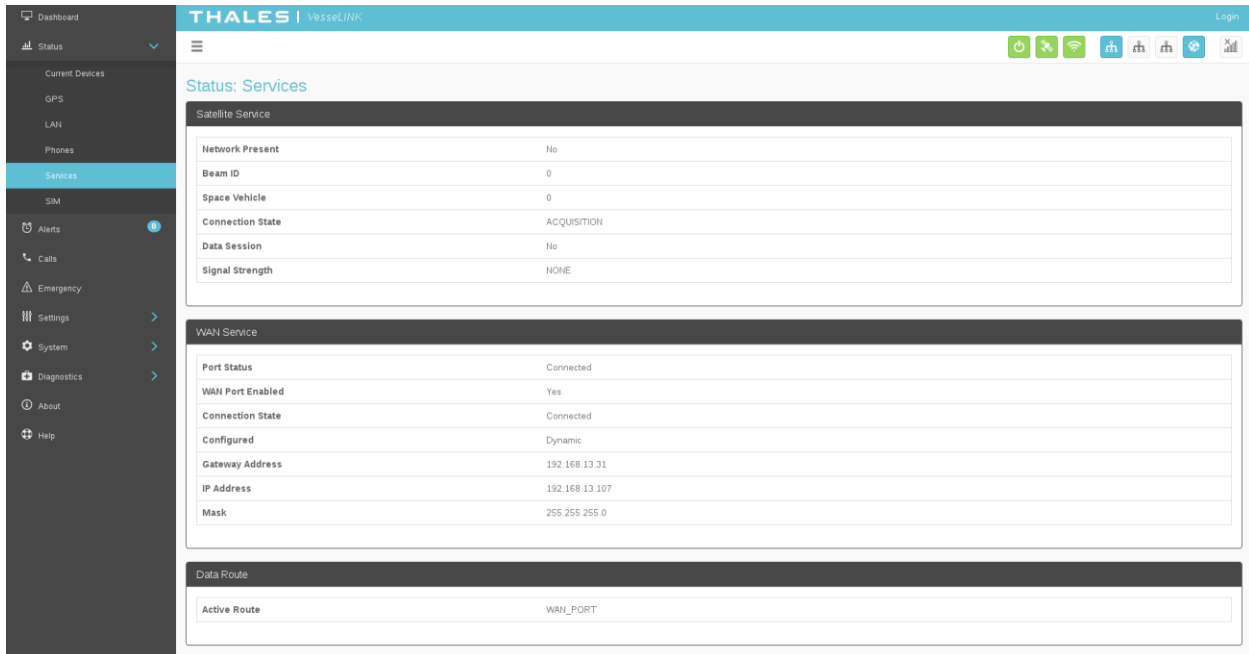 Dashboard
THALES | VesseLINK
Login
Status
Current Devices
GPS
LAN
Phones
Services
SIM
Alerts 0
Calls
Emergency
Settings
System
Diagnostics
About
Help
Status: Services
Satellite Service
Network Present No
Beam ID 0
Space Vehicle 0
Connection State ACQUISITION
Data Session No
Signal Strength NONE
WAN Service
Port Status Connected
WAN Port Enabled Yes
Connection State Connected
Configured Dynamic
Gateway Address 192.168.13.31
IP Address 192.168.13.107
Mask 255.255.255.0
Data Route
Active Route WAN_PORT